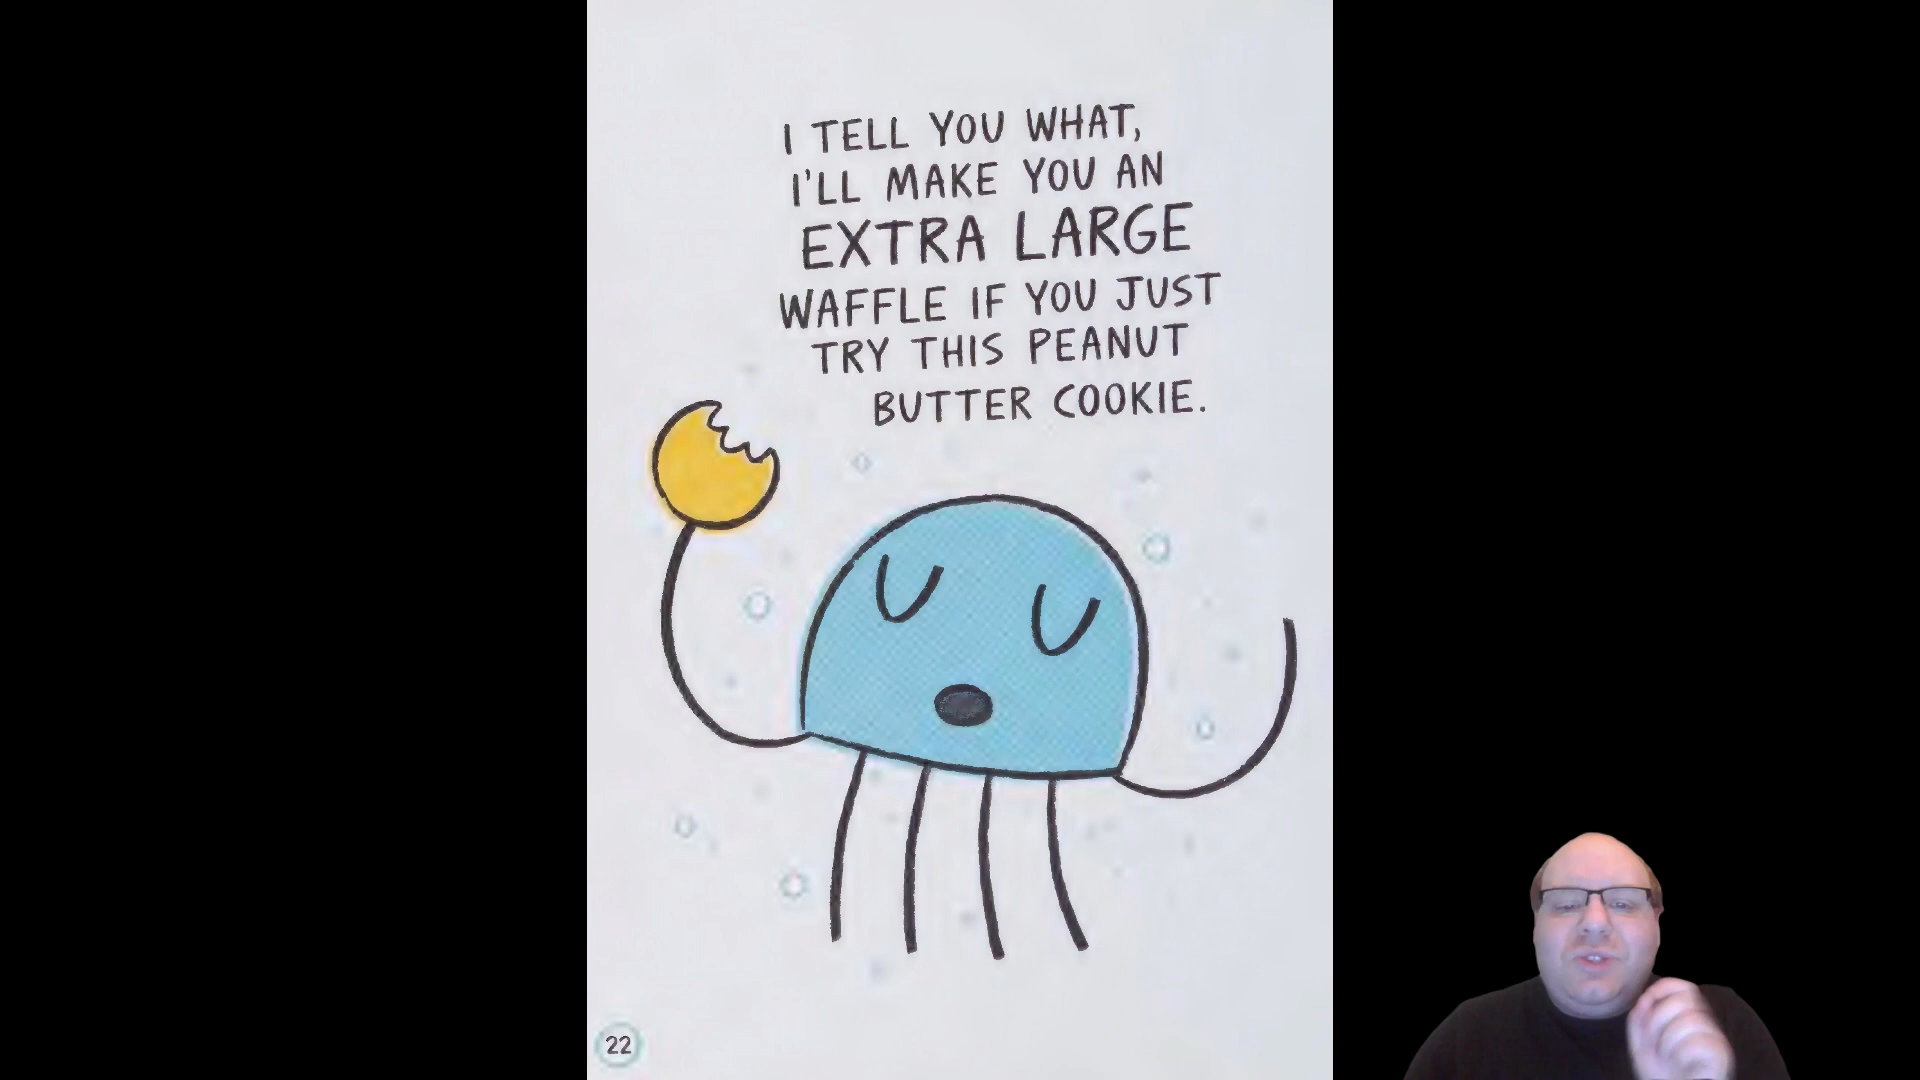 I TELL YOU WHAT,
I'LL MAKE YOU AN
EXTRA LARGE
WAFFLE IF YOU JUST
TRY THIS PEANUT
BUTTER COOKIE.
22